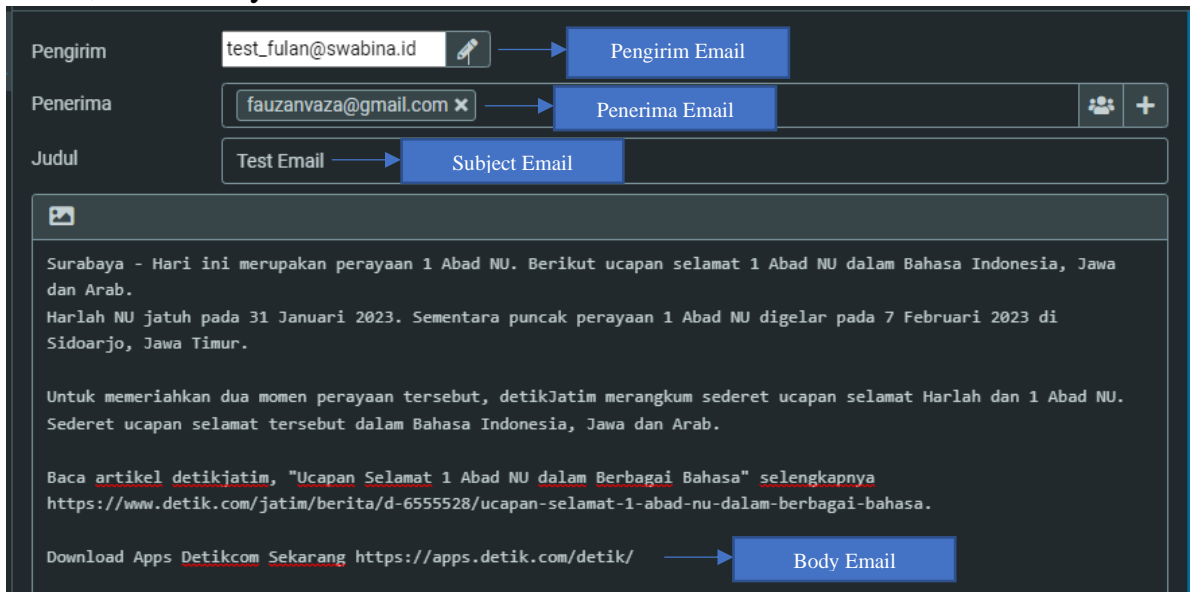 Pengirim test_fulan@swabina.id Pengirim Email
Penerima fauzanvaza@gmail.com Penerima Email
Judul Test Email Subject Email
Surabaya - Hari ini merupakan perayaan 1 Abad NU. Berikut ucapan selamat 1 Abad NU dalam Bahasa Indonesia, Jawa
dan Arab.
Harlah NU jatuh pada 31 Januari 2023. Sementara puncak perayaan 1 Abad NU digelar pada 7 Februari 2023 di
Sidoarjo, Jawa Timur.
Untuk memeriahkan dua momen perayaan tersebut, detikJatim merangkum sederet ucapan selamat Harlah dan 1 Abad NU.
Sederet ucapan selamat tersebut dalam Bahasa Indonesia, Jawa dan Arab.
Baca artikel detikjatim, "Ucapan Selamat 1 Abad NU dalam Berbagai Bahasa" selengkapnya
https://www.detik.com/jatim/berita/d-6555528/ucapan-selamat-1-abad-nu-dalam-berbagai-bahasa.
Download Apps Detikcom Sekarang https://apps.detik.com/detik/ Body Email